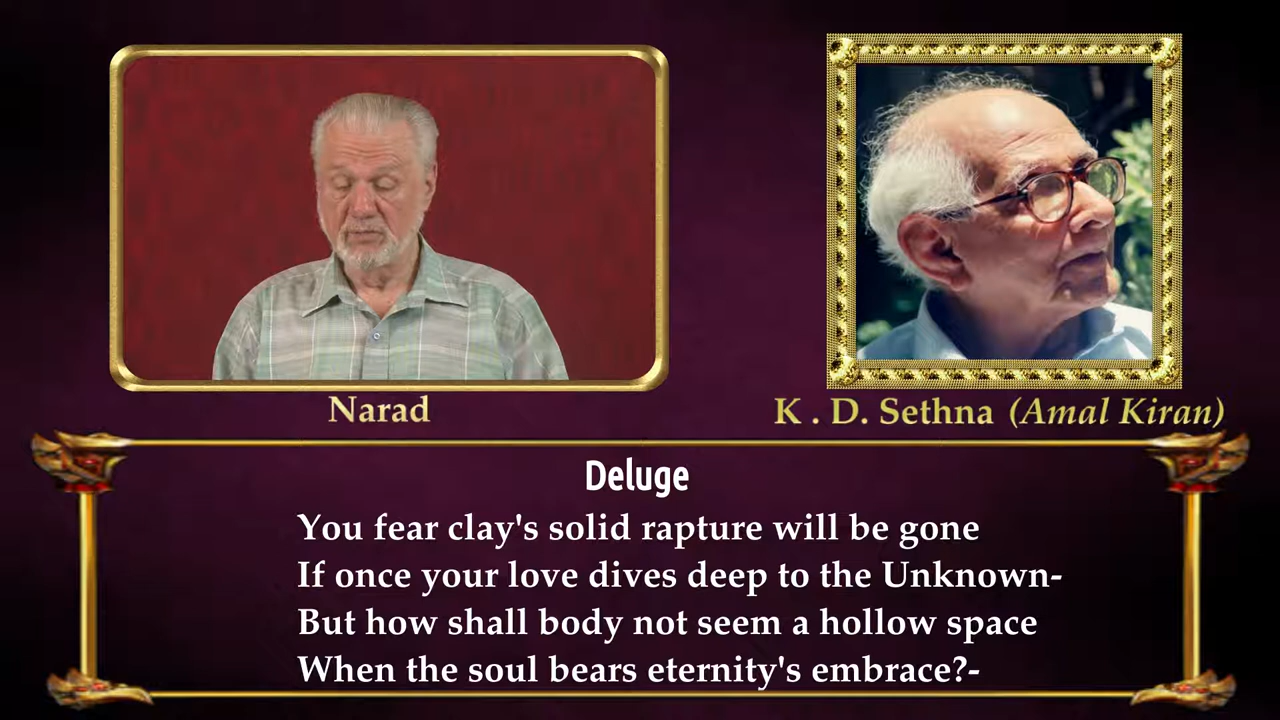 Narad
K . D. Sethna (Amal Kiran)
Deluge
You fear clay's solid rapture will be gone
If once your love dives deep to the Unknown-
But how shall body not seem a hollow space
When the soul bears eternity's embrace?-